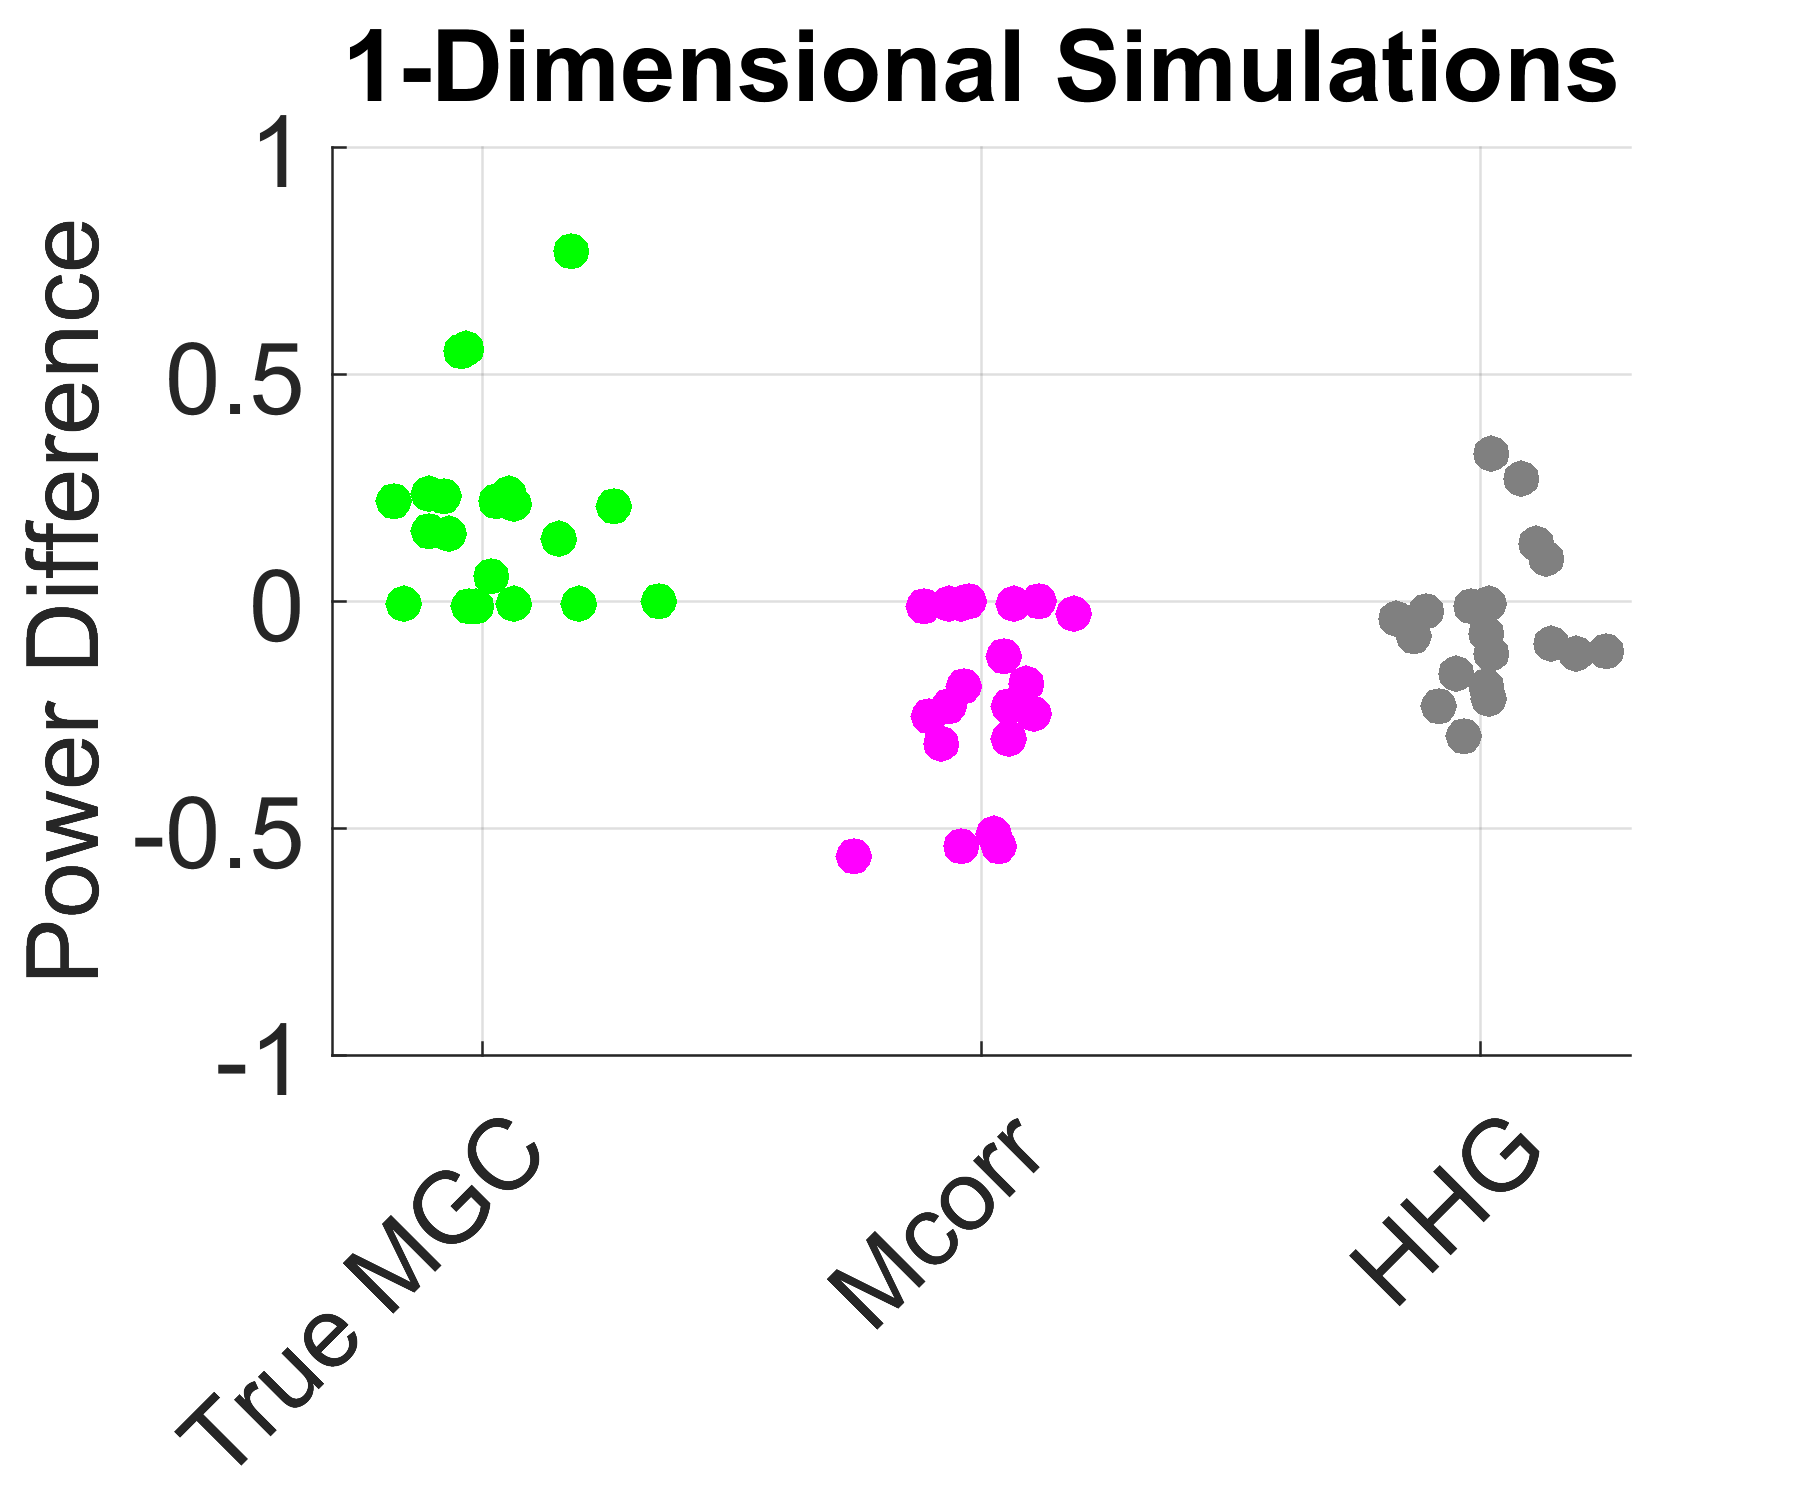 1-Dimensional Simulations
Power Difference
1
0.5
0
-0.5
-1
True MGC
Mcorr
HHG